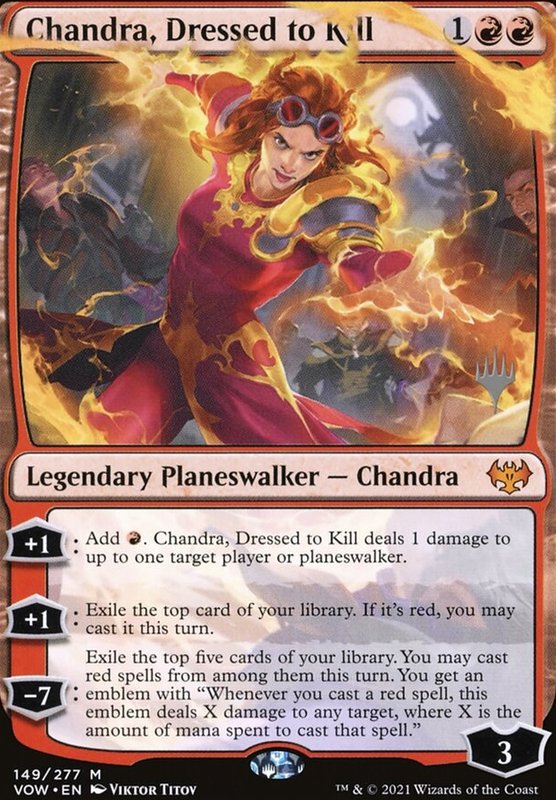 Chandra, Dressed to Kill 1
Legendary Planeswalker — Chandra
+1: Add . Chandra, Dressed to Kill deals 1 damage to
up to one target player or planeswalker.
+1: Exile the top card of your library. If it's red, you may
cast it this turn.
Exile the top five cards of your library. You may cast
red spells from among them this turn. You get an
−7: emblem with “Whenever you cast a red spell, this
emblem deals X damage to any target, where X is the
amount of mana spent to cast that spell.”
3
149/277 M
VOW • EN Viktor Titov
™ & © 2021 Wizards of the Coast